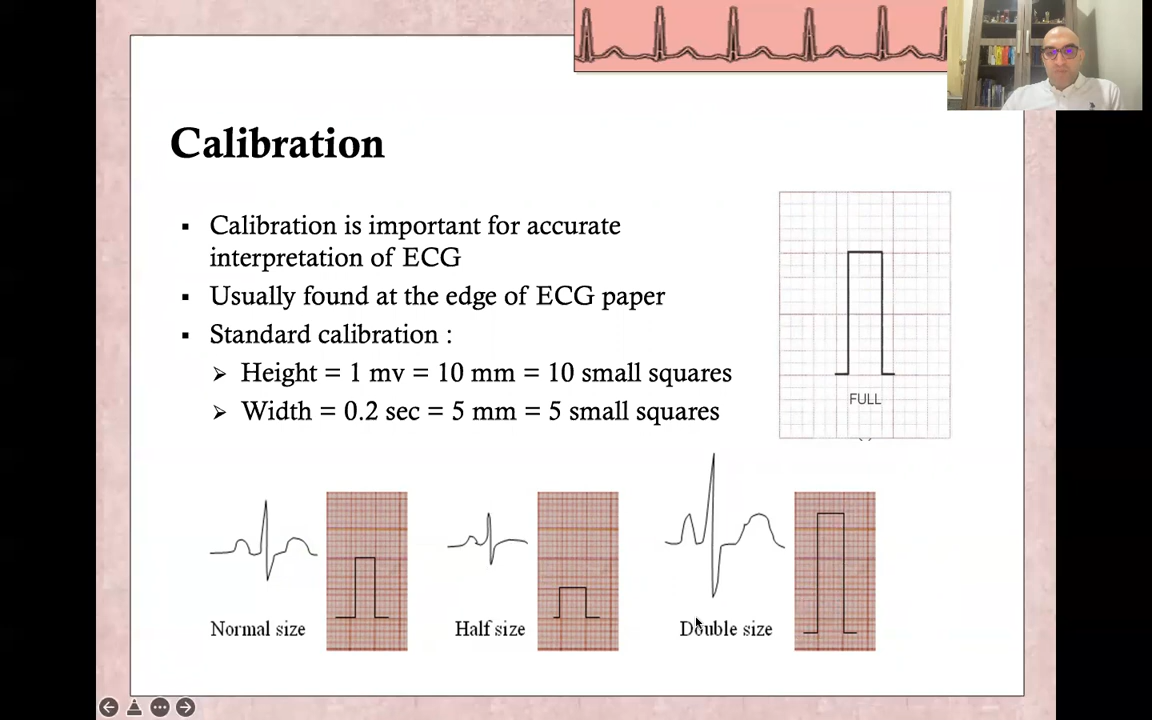 Calibration
▪ Calibration is important for accurate
interpretation of ECG
▪ Usually found at the edge of ECG paper
▪ Standard calibration :
➢ Height = 1 mv = 10 mm = 10 small squares
➢ Width = 0.2 sec = 5 mm = 5 small squares
FULL
Normal size
Half size
Double size